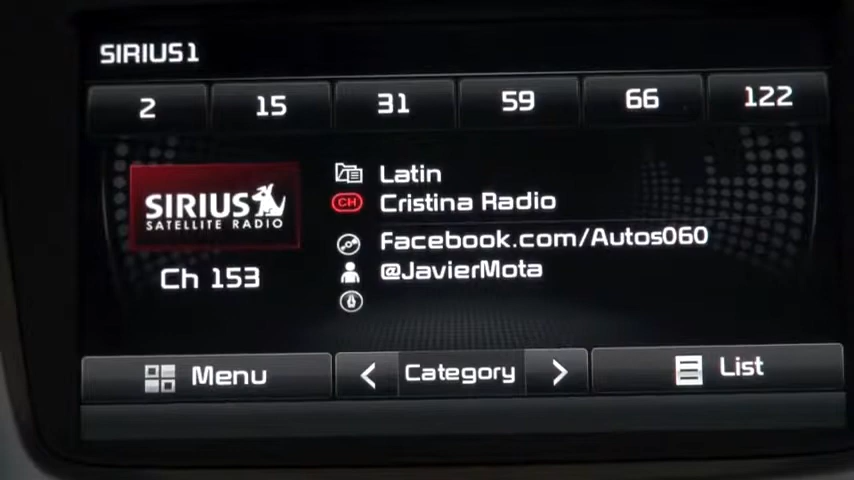 SIRIUS1
2 15 31 59 66 122
SIRIUS
SATELLITE RADIO
Ch 153
Latin
CH Cristina Radio
Facebook.com/Autos060
@JavierMota
Menu < Category > List